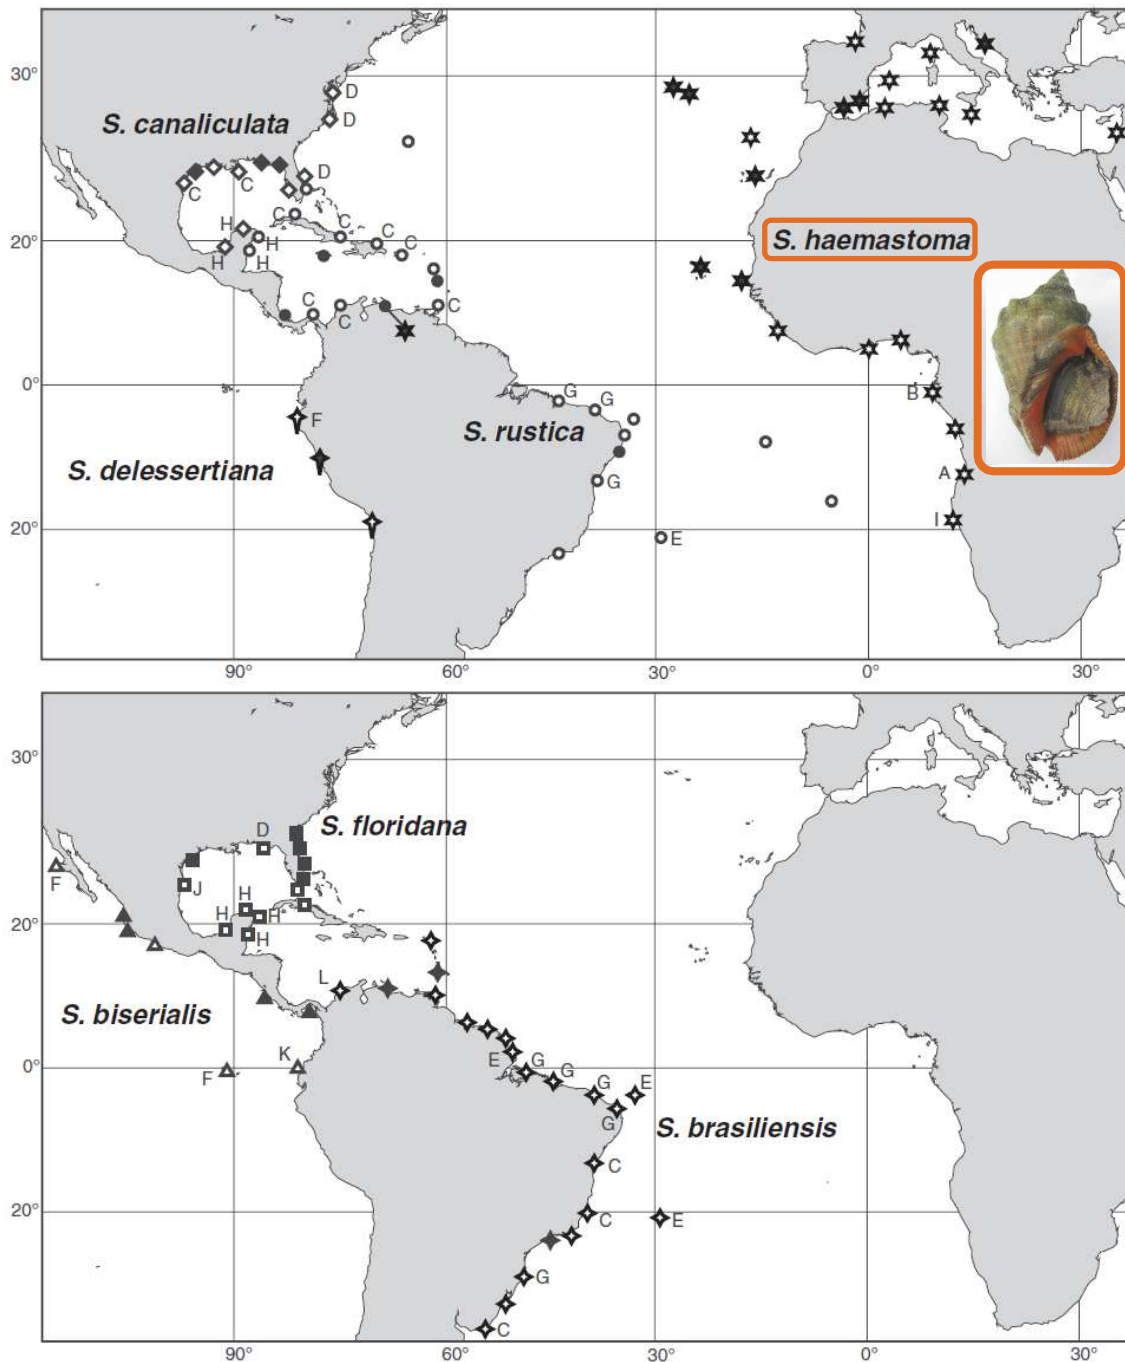 30°
D
S. canaliculata
D
D
C
C
C
C
C
C
H
H
H
H
20°
S. haemastoma
C
C
C
0°
G
G
B
F
S. rustica
S. delessertiana
G
A
I
20°
E
90°
60°
30°
0°
30°
30°
D
S. floridana
F
J
H
H
H
H
20°
L
S. biserialis
K
F
0°
E
G
G
G
E
G
S. brasiliensis
C
20°
C
E
G
C
90°
60°
30°
0°
30°